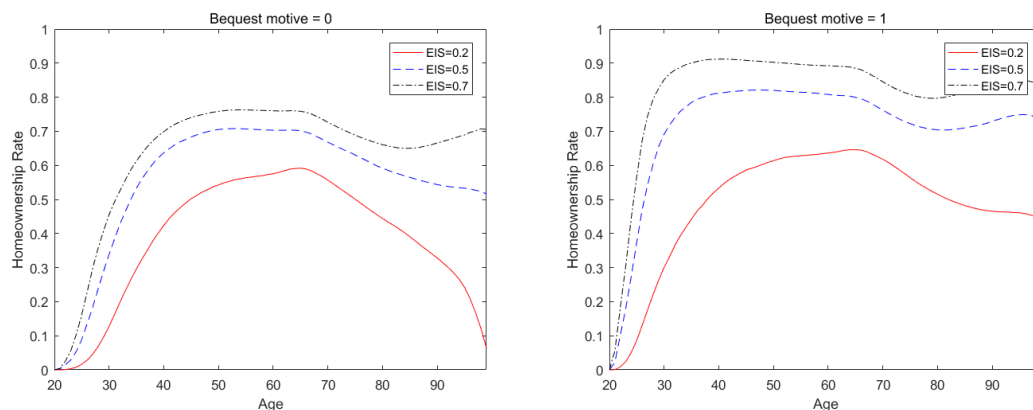 Bequest motive = 0
1
0.9
0.8
0.7
0.6
0.5
0.4
0.3
0.2
0.1
0
Homeownership Rate
EIS=0.2
EIS=0.5
EIS=0.7
20 30 40 50 60 70 80 90
Age
Bequest motive = 1
1
0.9
0.8
0.7
0.6
0.5
0.4
0.3
0.2
0.1
0
Homeownership Rate
EIS=0.2
EIS=0.5
EIS=0.7
20 30 40 50 60 70 80 90
Age